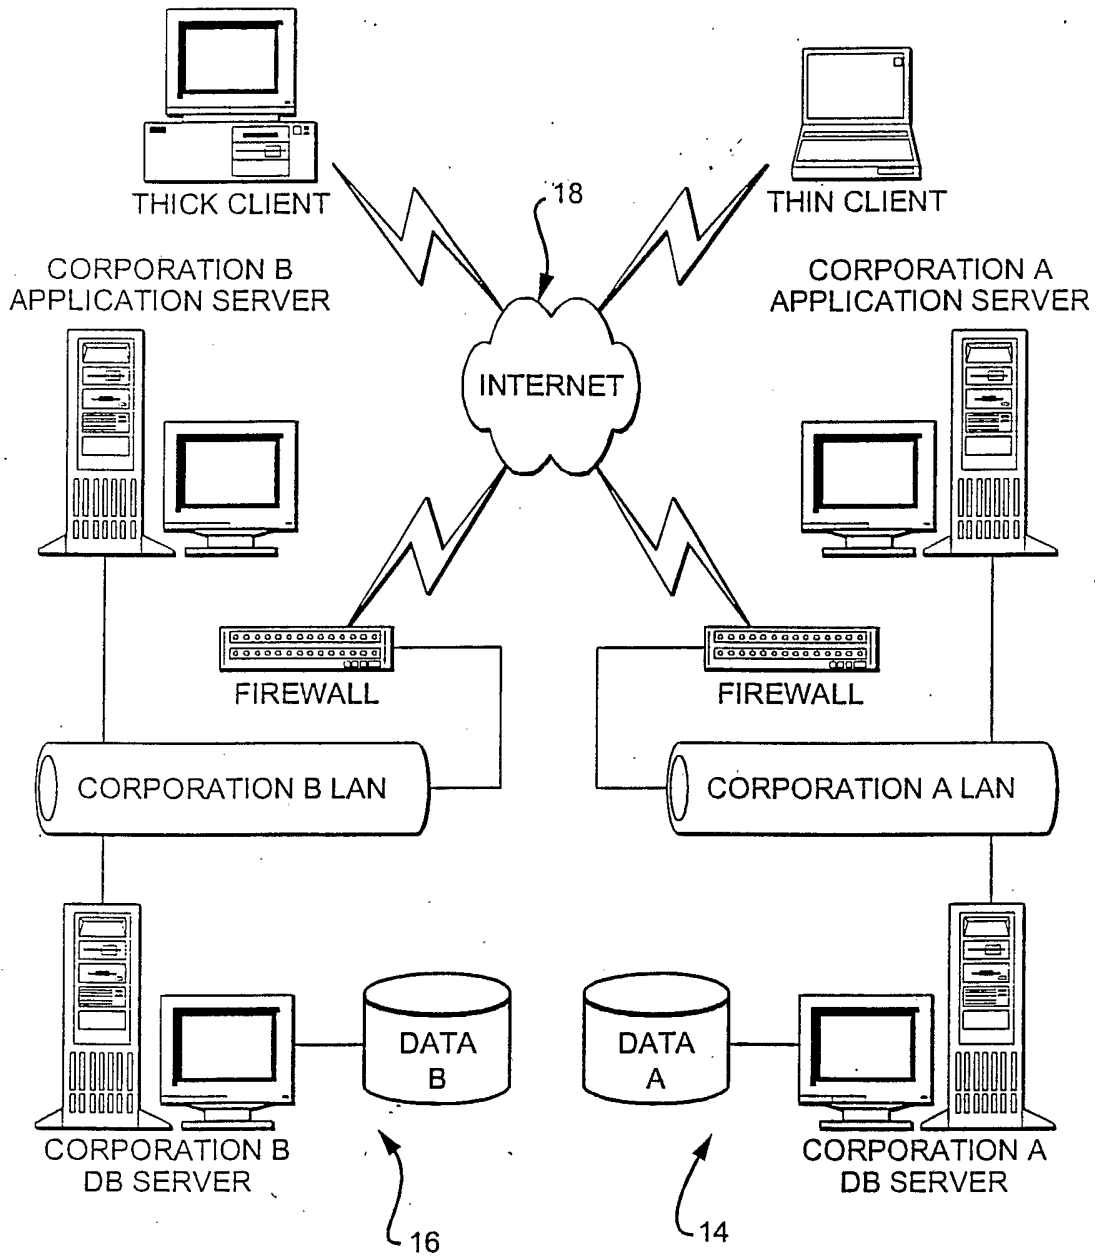 THICK CLIENT
THIN CLIENT
18
CORPORATION B
APPLICATION SERVER
CORPORATION A
APPLICATION SERVER
INTERNET
FIREWALL
FIREWALL
CORPORATION B LAN
CORPORATION A LAN
DATA
B
DATA
A
CORPORATION B
DB SERVER
CORPORATION A
DB SERVER
16
14